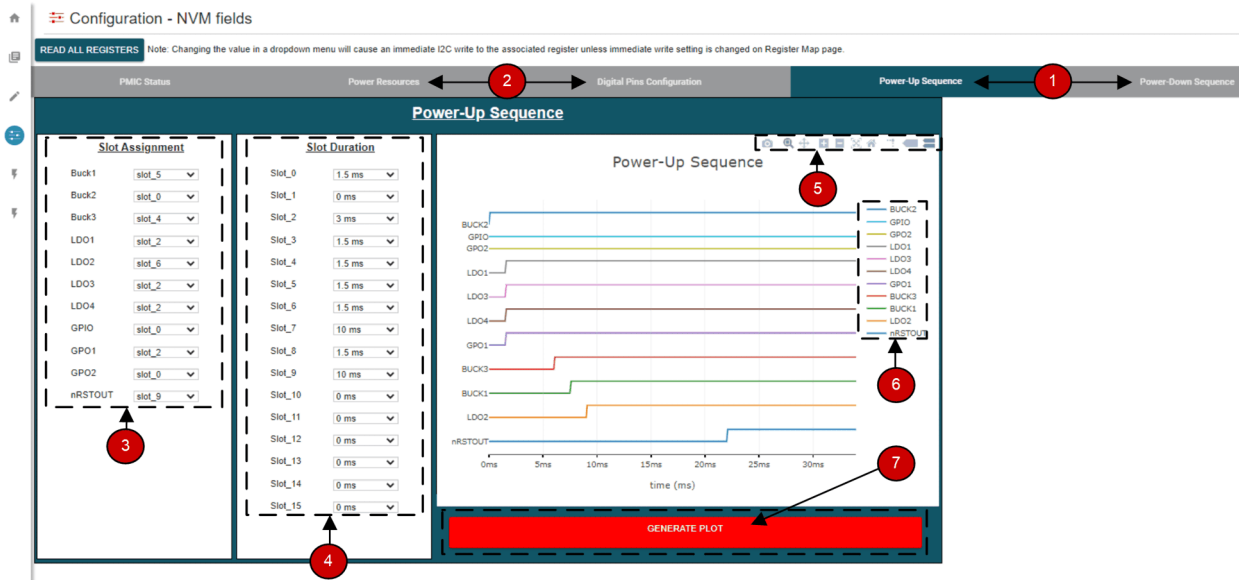 Configuration - NVM fields
READ ALL REGISTERS Note: Changing the value in a dropdown menu will cause an immediate I2C write to the associated register unless immediate write setting is changed on Register Map page.
PMIC Status Power Resources 2 Digital Pins Configuration Power-Up Sequence 1 Power-Down Sequence
Power-Up Sequence
Slot Assignment
Buck1 slot_5
Buck2 slot_0
Buck3 slot_4
LDO1 slot_2
LDO2 slot_6
LDO3 slot_2
LDO4 slot_2
GPIO slot_0
GPO1 slot_2
GPO2 slot_0
nRSTOUT slot_9
3
Slot Duration
Slot_0 1.5 ms
Slot_1 0 ms
Slot_2 3 ms
Slot_3 1.5 ms
Slot_4 1.5 ms
Slot_5 1.5 ms
Slot_6 1.5 ms
Slot_7 10 ms
Slot_8 1.5 ms
Slot_9 10 ms
Slot_10 0 ms
Slot_11 0 ms
Slot_12 0 ms
Slot_13 0 ms
Slot_14 0 ms
Slot_15 0 ms
4
Power-Up Sequence
5
BUCK2
GPIO
GPO2
LDO1
LDO3
LDO4
GPO1
BUCK3
BUCK1
LDO2
nRSTOUT
0ms 5ms 10ms 15ms 20ms 25ms 30ms
time (ms)
BUCK2
GPIO
GPO2
LDO1
LDO3
LDO4
GPO1
BUCK3
BUCK1
LDO2
nRSTOUT
6
7
GENERATE PLOT